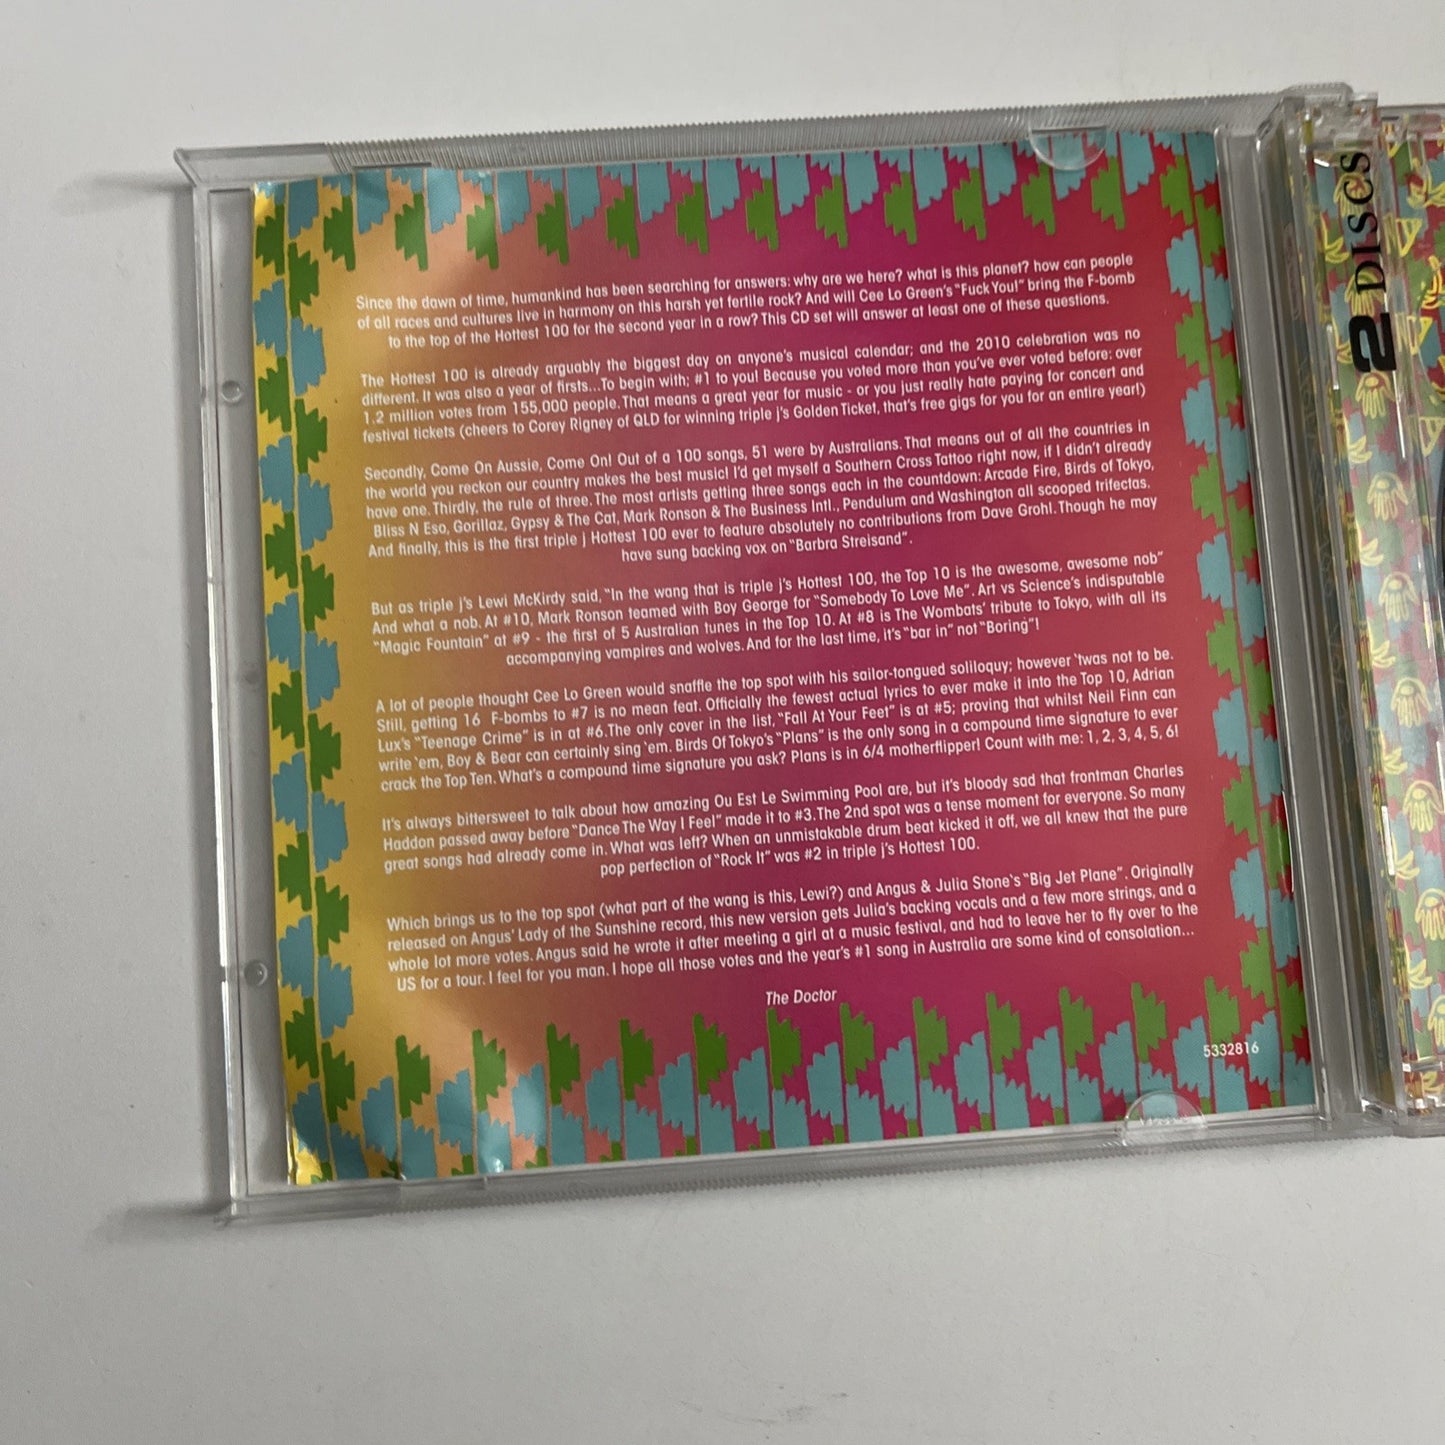 Since the dawn of time, humankind has been searching for answers: why are we here? what is this planet? how can people
of all races and cultures live in harmony on this harsh yet fertile rock? And will Cee Lo Green's "Fuck You!" bring the F-bomb
to the top of the Hottest 100 for the second year in a row? This CD set will answer at least one of these questions.
The Hottest 100 is already arguably the biggest day on anyone's musical calendar; and the 2010 celebration was no
different. It was also a year of firsts...To begin with; #1 to you! Because you voted more than you've ever voted before: over
1.2 million votes from 155,000 people. That means a great year for music - or you just really hate paying for concert and
festival tickets (cheers to Corey Rigney of QLD for winning triple j's Golden Ticket, that's free gigs for you for an entire year!)
Secondly, Come On Aussie, Come On! Out of a 100 songs, 51 were by Australians. That means out of all the countries in
the world you reckon our country makes the best music! I'd get myself a Southern Cross Tattoo right now, if I didn't already
have one. Thirdly, the rule of three. The most artists getting three songs each in the countdown: Arcade Fire, Birds of Tokyo,
Bliss N Eso, Gorillaz, Gypsy & The Cat, Mark Ronson & The Business Intl., Pendulum and Washington all scooped trifectas.
And finally, this is the first triple j Hottest 100 ever to feature absolutely no contributions from Dave Grohl. Though he may
have sung backing vox on "Barbra Streisand".
But as triple j's Lewi McKirdy said, "In the wang that is triple j's Hottest 100, the Top 10 is the awesome, awesome nob"
And what a nob. At #10, Mark Ronson teamed with Boy George for "Somebody To Love Me". Art vs Science's indisputable
"Magic Fountain" at #9 - the first of 5 Australian tunes in the Top 10. At #8 is The Wombats' tribute to Tokyo, with all its
accompanying vampires and wolves. And for the last time, it's "bar in" not "Boring"!
A lot of people thought Cee Lo Green would snaffle the top spot with his sailor-tongued soliloquy; however 'twas not to be.
Still, getting 16 F-bombs to #7 is no mean feat. Officially the fewest actual lyrics to ever make it into the Top 10, Adrian
Lux's "Teenage Crime" is in at #6. The only cover in the list, "Fall At Your Feet" is at #5; proving that whilst Neil Finn can
write 'em, Boy & Bear can certainly sing 'em. Birds Of Tokyo's "Plans" is the only song in a compound time signature to ever
crack the Top Ten. What's a compound time signature you ask? Plans is in 6/4 motherflipper! Count with me: 1, 2, 3, 4, 5, 6!
It's always bittersweet to talk about how amazing Ou Est Le Swimming Pool are, but it's bloody sad that frontman Charles
Haddon passed away before "Dance The Way I Feel" made it to #3. The 2nd spot was a tense moment for everyone. So many
great songs had already come in. What was left? When an unmistakable drum beat kicked it off, we all knew that the pure
pop perfection of "Rock It" was #2 in triple j's Hottest 100.
Which brings us to the top spot (what part of the wang is this, Lewi?) and Angus & Julia Stone's "Big Jet Plane". Originally
released on Angus' Lady of the Sunshine record, this new version gets Julia's backing vocals and a few more strings, and a
whole lot more votes. Angus said he wrote it after meeting a girl at a music festival, and had to leave her to fly over to the
US for a tour. I feel for you man. I hope all those votes and the year's #1 song in Australia are some kind of consolation...
The Doctor
5332816
2 DISCS